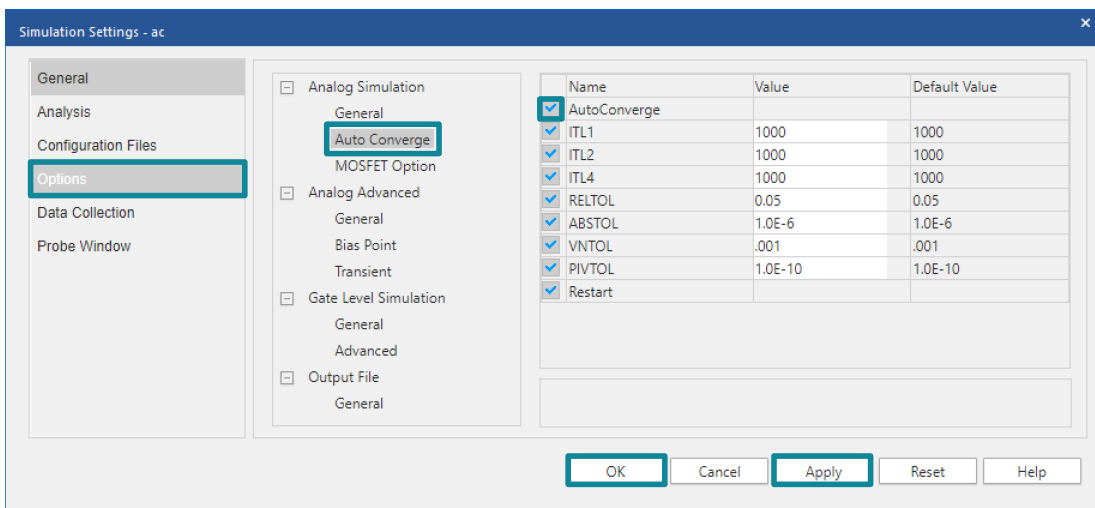 Simulation Settings - ac
General
Analysis
Configuration Files
Options
Data Collection
Probe Window
Analog Simulation
General
Auto Converge
MOSFET Option
Analog Advanced
General
Bias Point
Transient
Gate Level Simulation
General
Advanced
Output File
General
Name Value Default Value
AutoConverge
ITL1 1000 1000
ITL2 1000 1000
ITL4 1000 1000
RELTOL 0.05 0.05
ABSTOL 1.0E-6 1.0E-6
VNTOL .001 .001
PIVTOL 1.0E-10 1.0E-10
Restart
OK Cancel Apply Reset Help